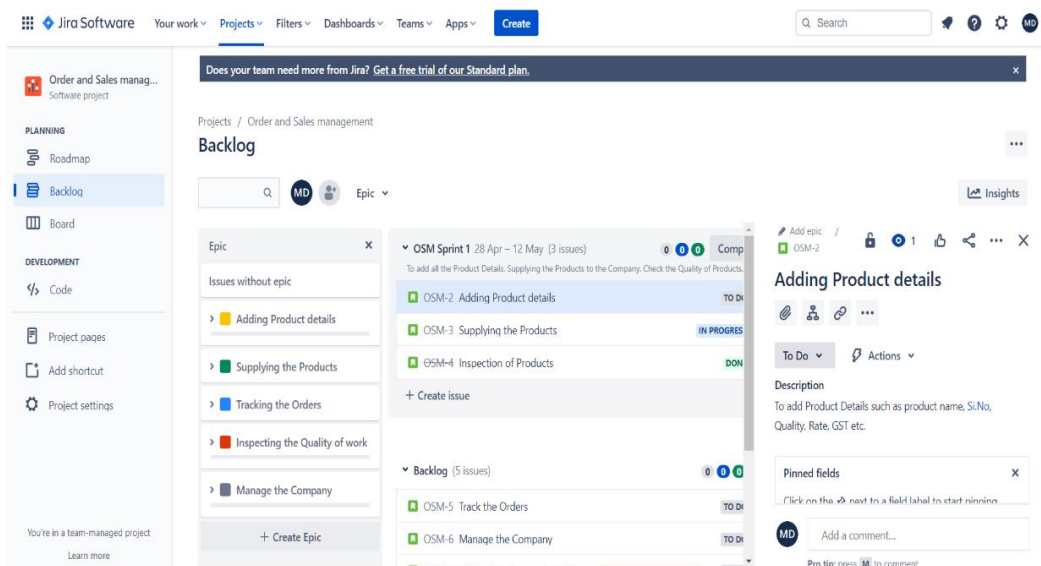 Jira Software
Your work
Projects
Filters
Dashboards
Teams
Apps
Create
Search
MD
Order and Sales manag...
Software project
PLANNING
Roadmap
Backlog
Board
DEVELOPMENT
Code
Project pages
Add shortcut
Project settings
You're in a team-managed project
Learn more
Does your team need more from Jira? Get a free trial of our Standard plan.
Projects / Order and Sales management
Backlog
MD
Epic
Insights
Epic
Issues without epic
Adding Product details
Supplying the Products
Tracking the Orders
Inspecting the Quality of work
Manage the Company
+ Create Epic
OSM Sprint 1 28 Apr – 12 May (3 issues) 0 0 0 Comp
To add all the Product Details. Supplying the Products to the Company. Check the Quality of Products.
OSM-2 Adding Product details TO DO
OSM-3 Supplying the Products IN PROGRES
OSM-4 Inspection of Products DON
+ Create issue
Backlog (5 issues) 0 0 0
OSM-5 Track the Orders TO DO
OSM-6 Manage the Company TO DO
Add epic /
OSM-2
1
Adding Product details
To Do
Actions
Description
To add Product Details such as product name, Si.No,
Quality, Rate, GST etc.
Pinned fields
Click on the next to a field label to start pinning.
MD
Add a comment...
Pro tip: press M to comment